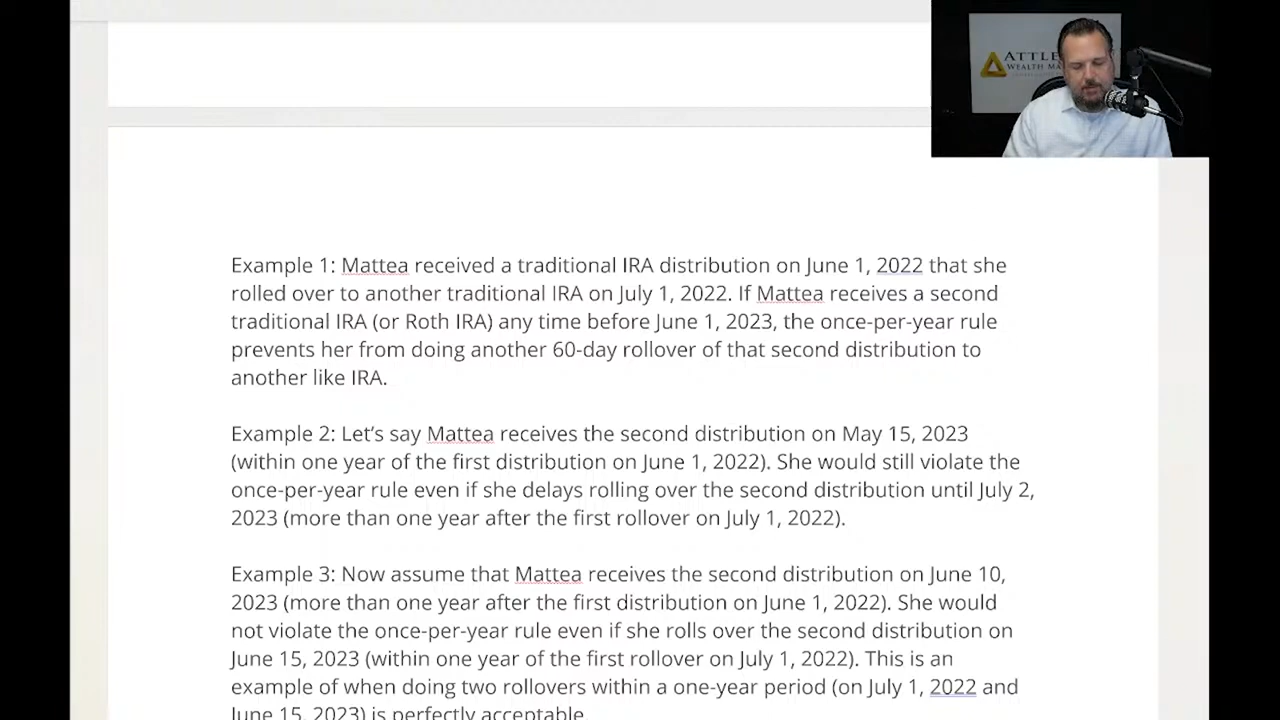 ATTLE
WEALTH MA
Example 1: Mattea received a traditional IRA distribution on June 1, 2022 that she
rolled over to another traditional IRA on July 1, 2022. If Mattea receives a second
traditional IRA (or Roth IRA) any time before June 1, 2023, the once-per-year rule
prevents her from doing another 60-day rollover of that second distribution to
another like IRA.
Example 2: Let’s say Mattea receives the second distribution on May 15, 2023
(within one year of the first distribution on June 1, 2022). She would still violate the
once-per-year rule even if she delays rolling over the second distribution until July 2,
2023 (more than one year after the first rollover on July 1, 2022).
Example 3: Now assume that Mattea receives the second distribution on June 10,
2023 (more than one year after the first distribution on June 1, 2022). She would
not violate the once-per-year rule even if she rolls over the second distribution on
June 15, 2023 (within one year of the first rollover on July 1, 2022). This is an
example of when doing two rollovers within a one-year period (on July 1, 2022 and
June 15, 2023) is perfectly acceptable.